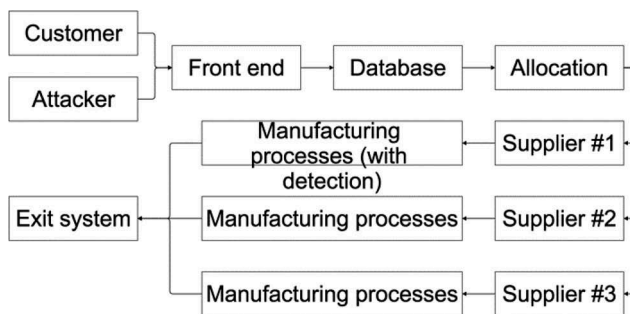 Customer
Attacker
Front end
Database
Allocation
Manufacturing
processes (with
detection)
Supplier #1
Exit system
Manufacturing processes
Supplier #2
Manufacturing processes
Supplier #3